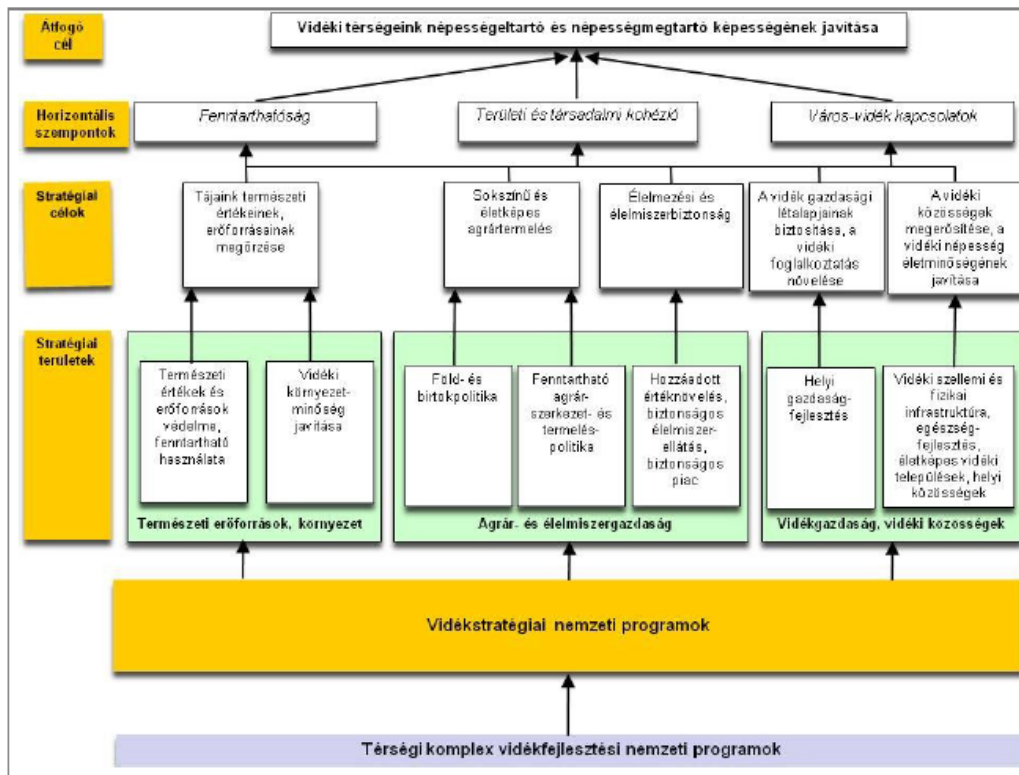 Átfogó
cél
Vidéki térségeink népességeltartó és népességmegtartó képességének javítása
Horizontális
szempontok
Fenntarthatóság
Területi és társadalmi kohézió
Város-vidék kapcsolatok
Stratégiai
célok
Tájaink természeti
értékeinek,
erőforrásainak
megőrzése
Sokszínű és
életképes
agrártermelés
Élelmezési és
élelmiszerbiztonság
A vidék gazdasági
létalapjainak
biztosítása, a
vidéki
foglalkoztatás
növelése
A vidéki
közösségek
megerősítése, a
vidéki népesség
életminőségének
javítása
Stratégiai
területek
Természeti
értékek és
erőforrások
védelme,
fenntartható
használata
Vidéki
környezet-
minőség
javítása
Természeti erőforrások, környezet
Föld- és
birtokpolitika
Fenntartható
agrár-
szerkezet- és
termelés-
politika
Hozzáadott
értéknövelés,
biztonságos
élelmiszer-
ellátás,
biztonságos
piac
Agrár- és élelmiszergazdaság
Helyi
gazdaság-
fejlesztés
Vidéki szellemi és
fizikai
infrastruktúra,
egészség-
fejlesztés,
életképes vidéki
települések, helyi
közösségek
Vidékgazdaság, vidéki közösségek
Vidékstratégiai nemzeti programok
Térségi komplex vidékfejlesztési nemzeti programok